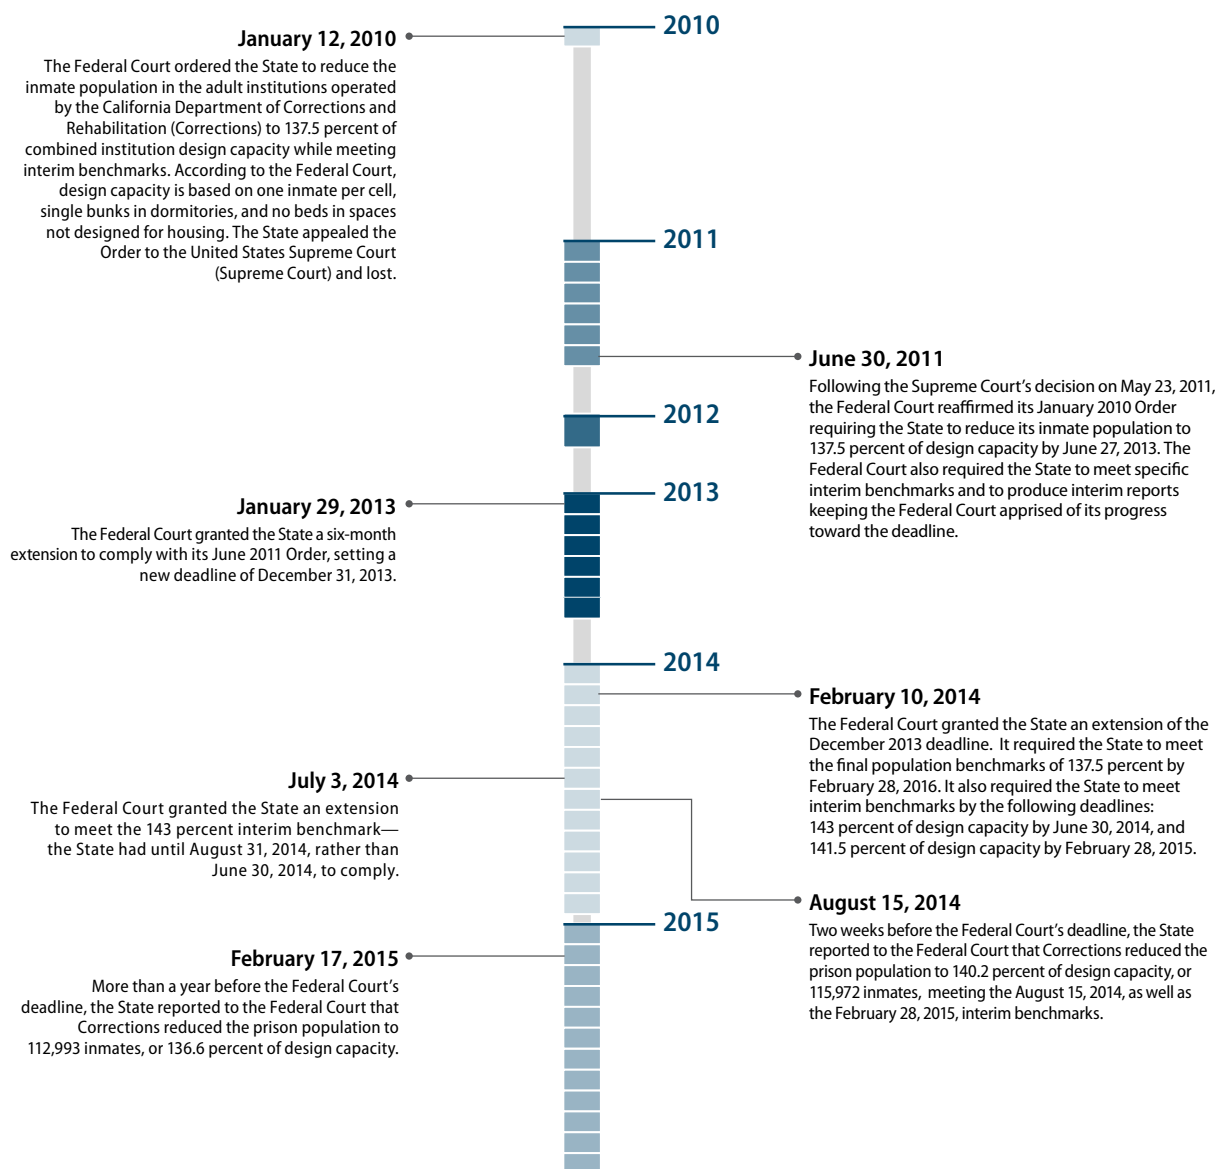 2010
January 12, 2010
The Federal Court ordered the State to reduce the
inmate population in the adult institutions operated
by the California Department of Corrections and
Rehabilitation (Corrections) to 137.5 percent of
combined institution design capacity while meeting
interim benchmarks. According to the Federal Court,
design capacity is based on one inmate per cell,
single bunks in dormitories, and no beds in spaces
not designed for housing. The State appealed the
Order to the United States Supreme Court
(Supreme Court) and lost.
2011
June 30, 2011
Following the Supreme Court’s decision on May 23, 2011,
the Federal Court reaffirmed its January 2010 Order
requiring the State to reduce its inmate population to
137.5 percent of design capacity by June 27, 2013. The
Federal Court also required the State to meet specific
interim benchmarks and to produce interim reports
keeping the Federal Court apprised of its progress
toward the deadline.
2012
2013
January 29, 2013
The Federal Court granted the State a six-month
extension to comply with its June 2011 Order, setting a
new deadline of December 31, 2013.
2014
February 10, 2014
The Federal Court granted the State an extension of the
December 2013 deadline.  It required the State to meet
the final population benchmarks of 137.5 percent by
February 28, 2016. It also required the State to meet
interim benchmarks by the following deadlines:
143 percent of design capacity by June 30, 2014, and
141.5 percent of design capacity by February 28, 2015.
July 3, 2014
The Federal Court granted the State an extension
to meet the 143 percent interim benchmark—
the State had until August 31, 2014, rather than
June 30, 2014, to comply.
August 15, 2014
Two weeks before the Federal Court’s deadline, the State
reported to the Federal Court that Corrections reduced the
prison population to 140.2 percent of design capacity, or
115,972 inmates,  meeting the August 15, 2014, as well as
the February 28, 2015, interim benchmarks.
2015
February 17, 2015
More than a year before the Federal Court’s
deadline, the State reported to the Federal Court that
Corrections reduced the prison population to
112,993 inmates, or 136.6 percent of design capacity.